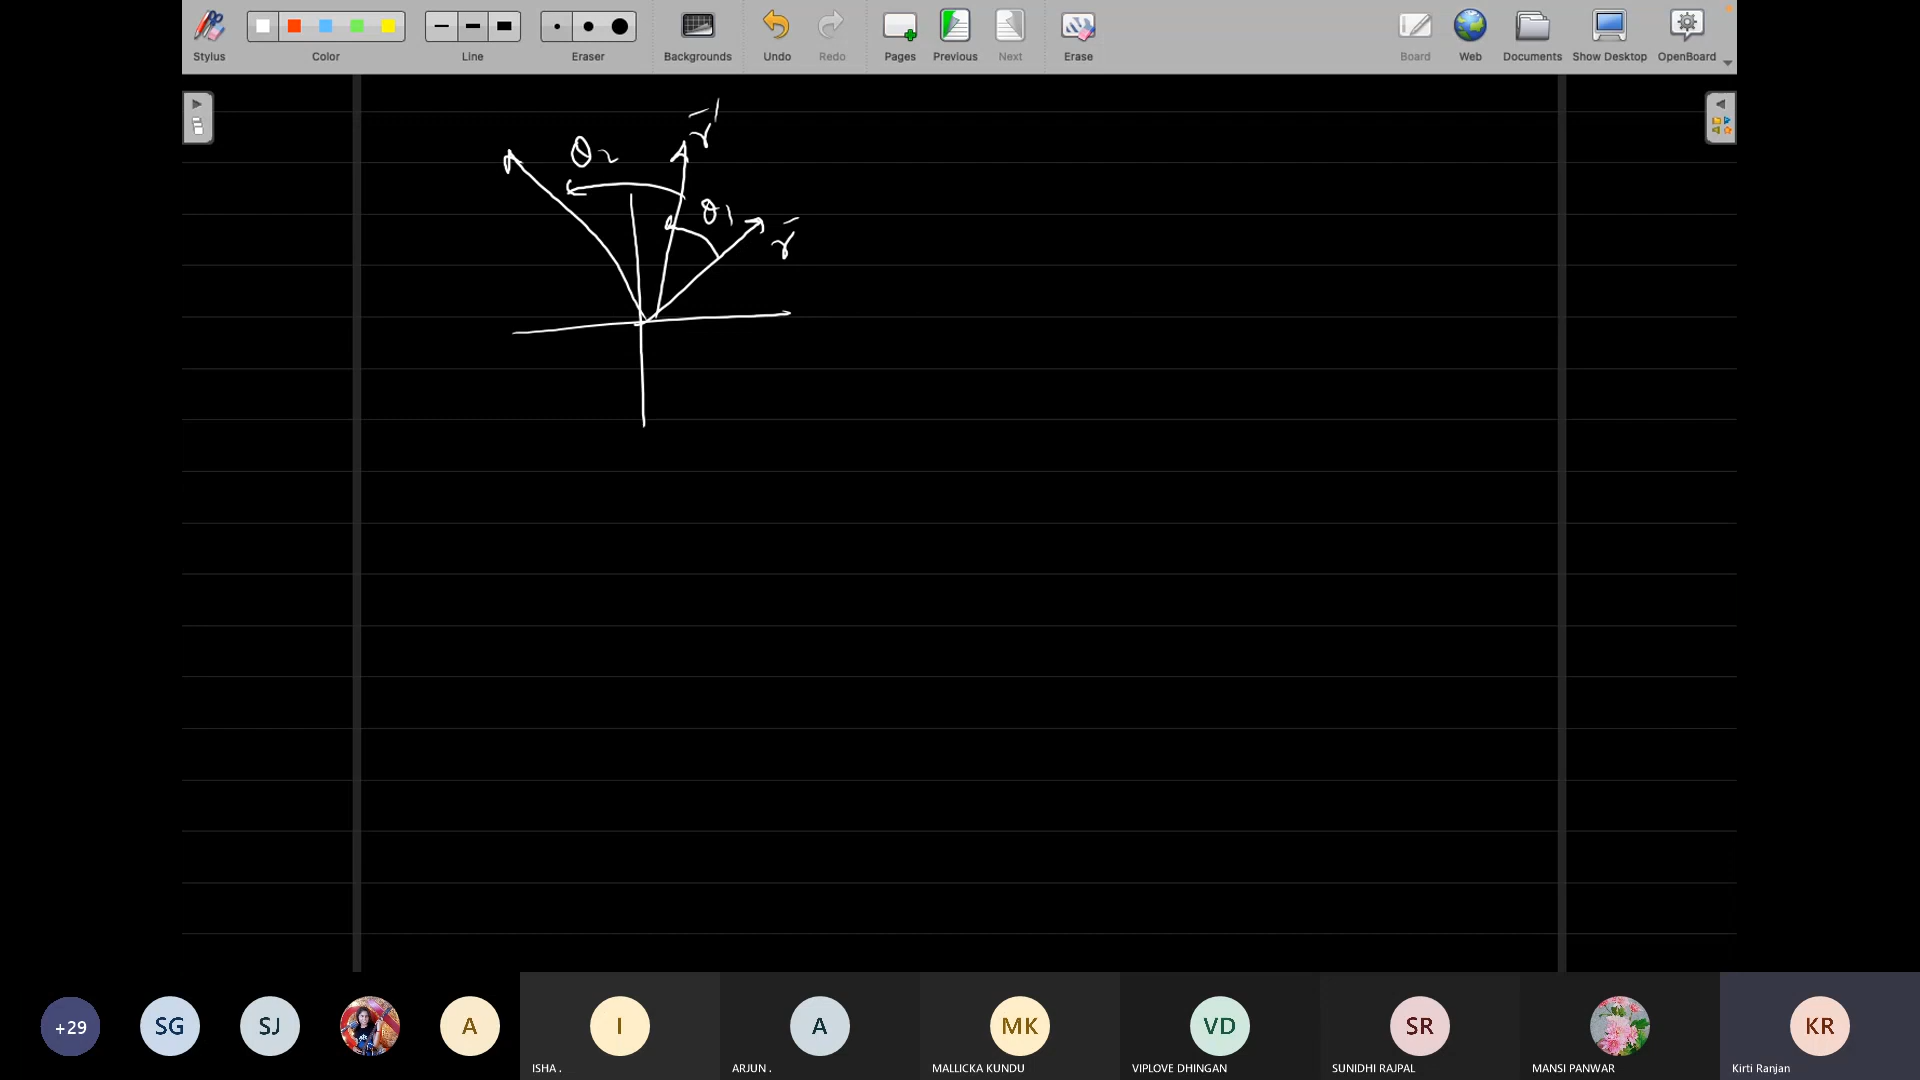 Stylus
Color
Line
Eraser
Backgrounds
Undo
Redo
Pages
Previous
Next
Erase
Board
Web
Documents
Show Desktop
OpenBoard
r̄'
θ2
θ1
r̄
+29
SG
SJ
A
I
A
MK
VD
SR
KR
ISHA .
ARJUN .
MALLICKA KUNDU
VIPLOVE DHINGAN
SUNIDHI RAJPAL
MANSI PANWAR
Kirti Ranjan